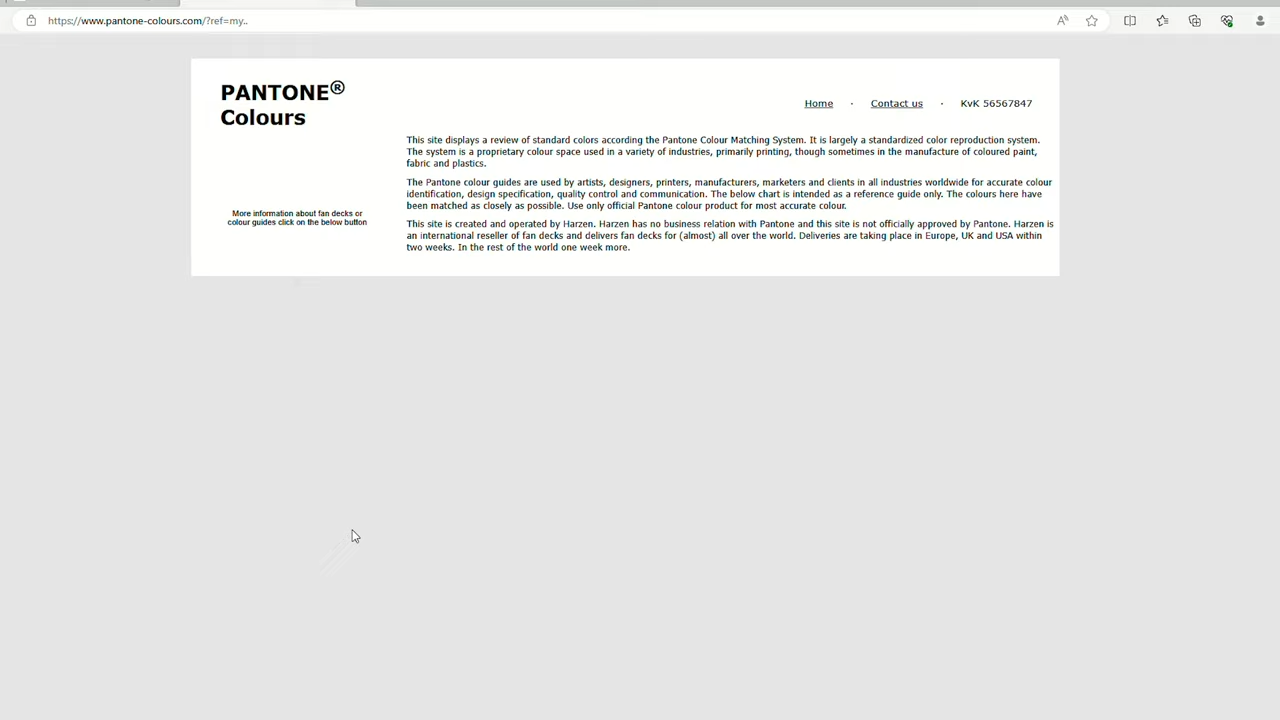 https://www.pantone-colours.com/?ref=my..
PANTONE®
Colours
Home · Contact us · KvK 56567847
This site displays a review of standard colors according the Pantone Colour Matching System. It is largely a standardized color reproduction system.
The system is a proprietary colour space used in a variety of industries, primarily printing, though sometimes in the manufacture of coloured paint,
fabric and plastics.
The Pantone colour guides are used by artists, designers, printers, manufacturers, marketers and clients in all industries worldwide for accurate colour
identification, design specification, quality control and communication. The below chart is intended as a reference guide only. The colours here have
been matched as closely as possible. Use only official Pantone colour product for most accurate colour.
More information about fan decks or
colour guides click on the below button
This site is created and operated by Harzen. Harzen has no business relation with Pantone and this site is not officially approved by Pantone. Harzen is
an international reseller of fan decks and delivers fan decks for (almost) all over the world. Deliveries are taking place in Europe, UK and USA within
two weeks. In the rest of the world one week more.